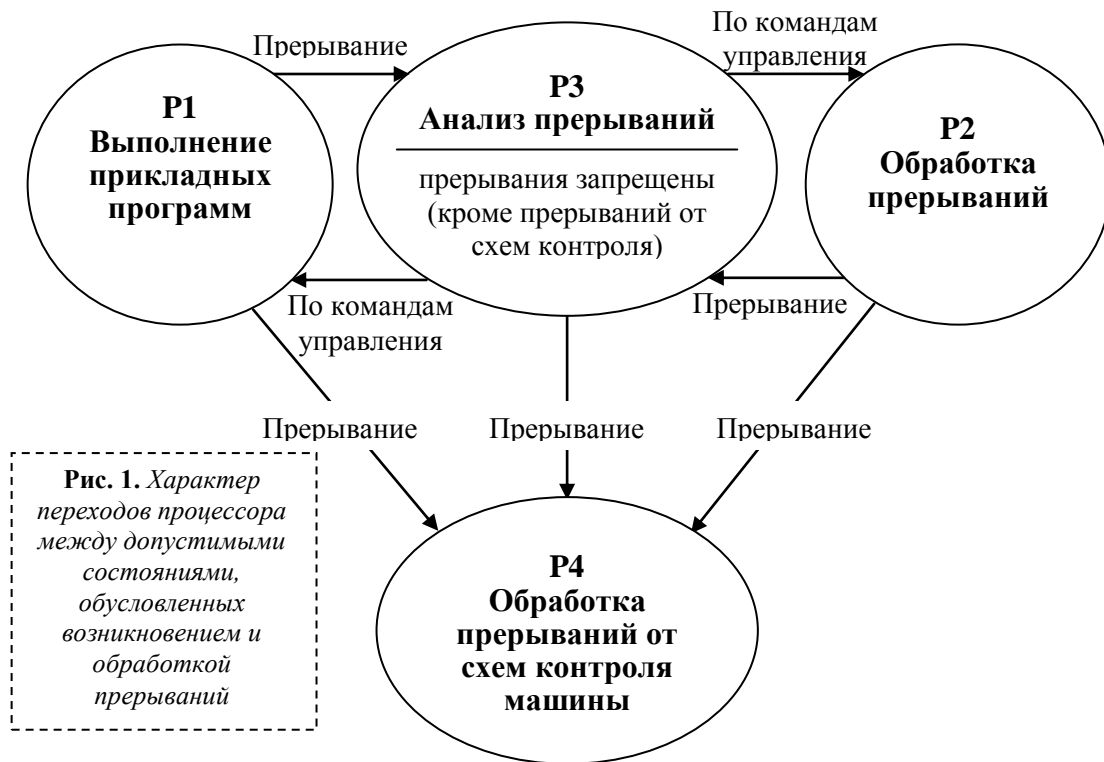 Прерывание
По командам
управления
P1
Выполнение
прикладных
программ
P3
Анализ прерываний
прерывания запрещены
(кроме прерываний от
схем контроля)
P2
Обработка
прерываний
По командам
управления
Прерывание
Прерывание
Прерывание
Прерывание
Рис. 1. Характер
переходов процессора
между допустимыми
состояниями,
обусловленных
возникновением и
обработкой
прерываний
P4
Обработка
прерываний от
схем контроля
машины